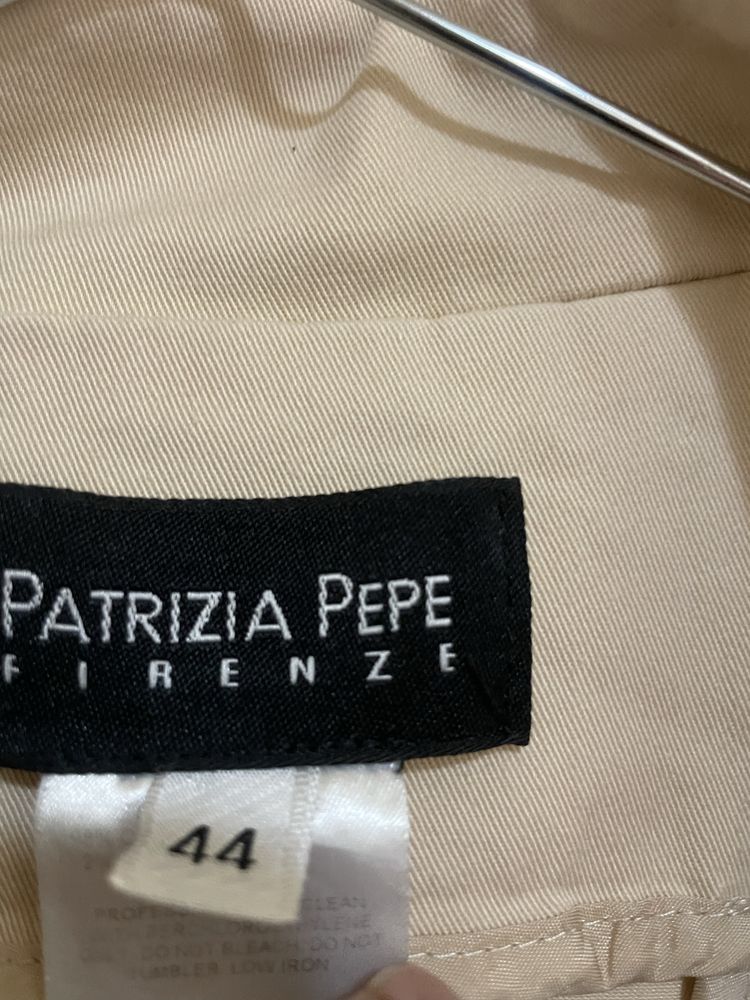 PATRIZIA PEPE
FIRENZE
44
CLEAN
DO NOT BLEACH. DO NOT
TUMBLER. LOW IRON